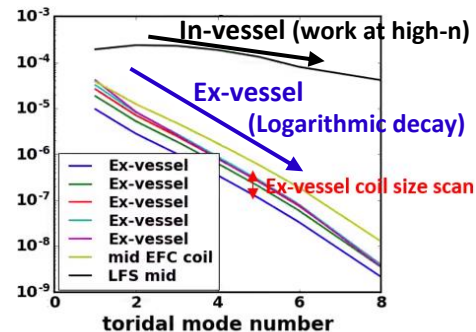 10⁻³
10⁻⁴
10⁻⁵
10⁻⁶
10⁻⁷
10⁻⁸
10⁻⁹
In-vessel (work at high-n)
Ex-vessel
(Logarithmic decay)
Ex-vessel coil size scan
Ex-vessel
Ex-vessel
Ex-vessel
Ex-vessel
Ex-vessel
mid EFC coil
LFS mid
0 2 4 6 8
toridal mode number